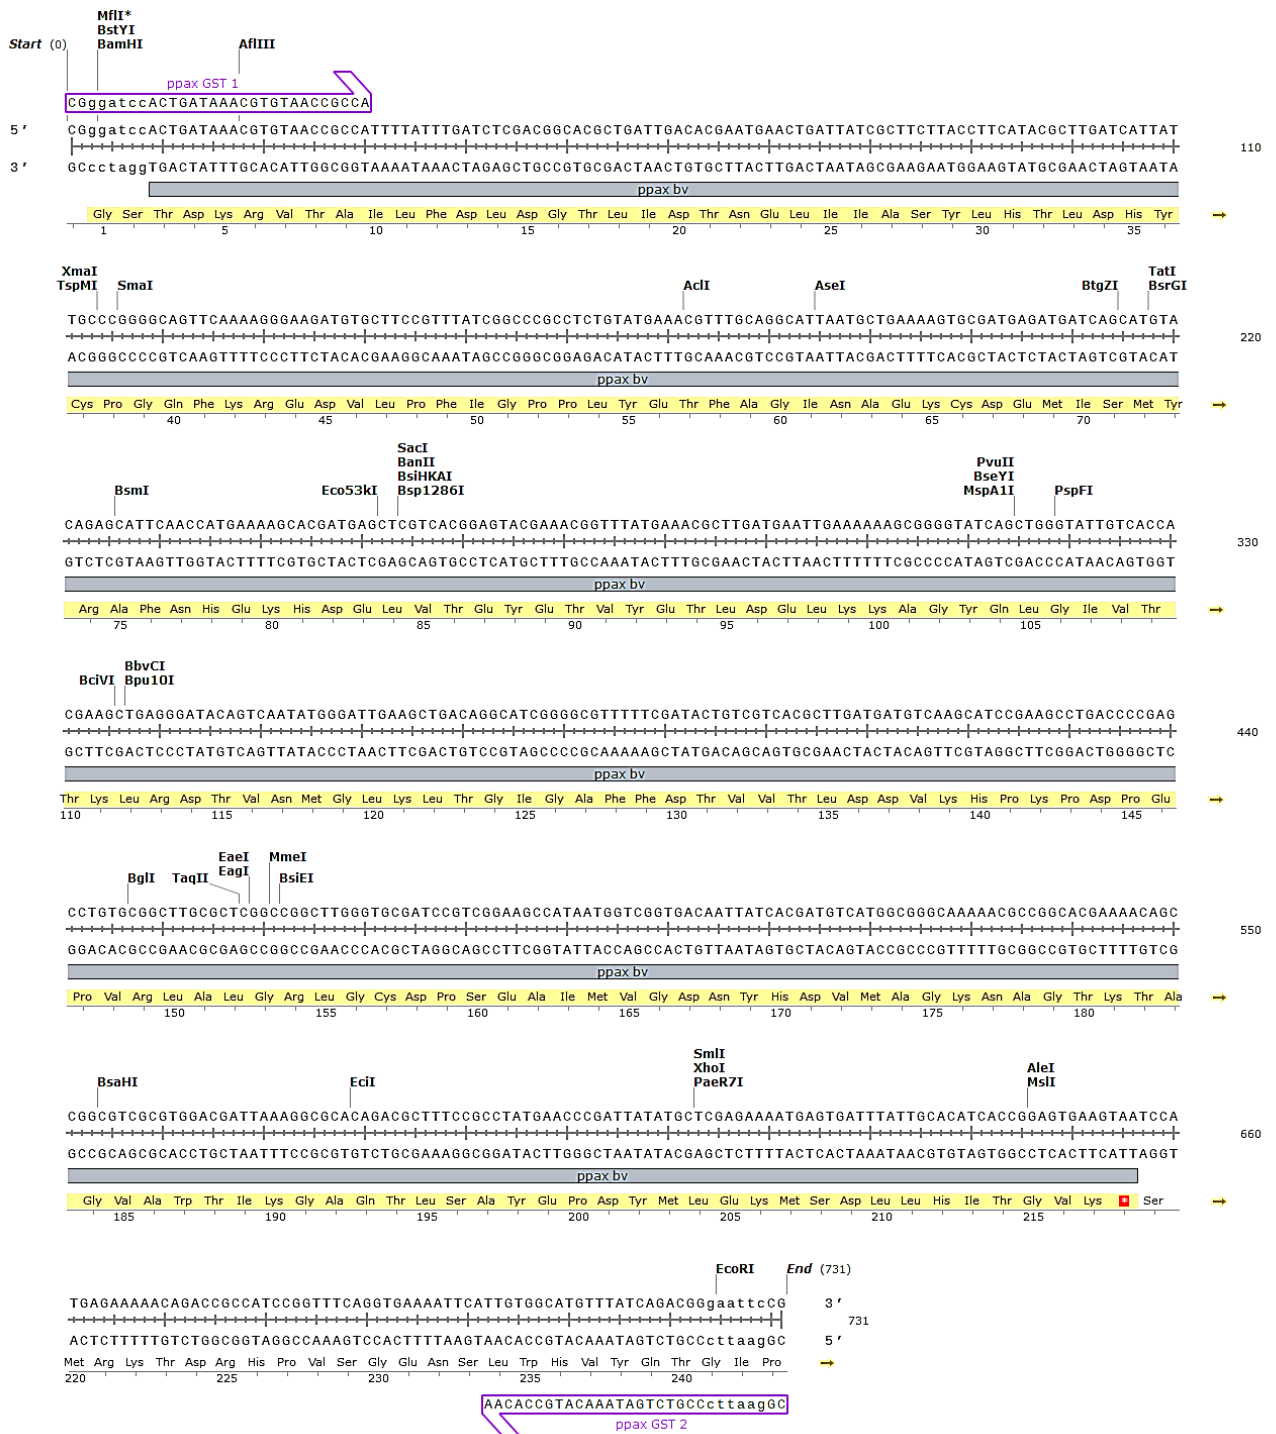 MflI*
BstYI
Start (0) BamHI AflIII
ppax GST 1
CGggatccACTGATAAACGTGTAACCGCCA
5′ CGggatccACTGATAAACGTGTAACCGCCATTTTATTTGATCTCGACGGCACGCTGATTGACACGAATGAACTGATTATCGCTTCTTACCTTCATACGCTTGATCATTAT
110
3′ GCcctaggTGACTATTTGCACATTGGCGGTAAAATAAACTAGAGCTGCCGTGCGACTAACTGTGCTTACTTGACTAATAGCGAAGAATGGAAGTATGCGAACTAGTAATA
ppax bv
Gly Ser Thr Asp Lys Arg Val Thr Ala Ile Leu Phe Asp Leu Asp Gly Thr Leu Ile Asp Thr Asn Glu Leu Ile Ile Ala Ser Tyr Leu His Thr Leu Asp His Tyr
1 5 10 15 20 25 30 35
XmaI TatI
TspMI SmaI AclI AseI BtgZI BsrGI
TGCCCGGGGCAGTTCAAAAGGGAAGATGTGCTTCCGTTTATCGGCCCGCCTCTGTATGAAACGTTTGCAGGCATTAATGCTGAAAAGTGCGATGAGATGATCAGCATGTA
220
ACGGGCCCCGTCAAGTTTTCCCTTCTACACGAAGGCAAATAGCCGGGCGGAGACATACTTTGCAAACGTCCGTAATTACGACTTTTCACGCTACTCTACTAGTCGTACAT
ppax bv
Cys Pro Gly Gln Phe Lys Arg Glu Asp Val Leu Pro Phe Ile Gly Pro Pro Leu Tyr Glu Thr Phe Ala Gly Ile Asn Ala Glu Lys Cys Asp Glu Met Ile Ser Met Tyr
40 45 50 55 60 65 70
SacI
BanII PvuII
BsiHKAI BseYI
BsmI Eco53kI Bsp1286I MspA1I PspFI
CAGAGCATTCAACCATGAAAAGCACGATGAGCTCGTCACGGAGTACGAAACGGTTTATGAAACGCTTGATGAATTGAAAAAAGCGGGGTATCAGCTGGGTATTGTCACCA
330
GTCTCGTAAGTTGGTACTTTTCGTGCTACTCGAGCAGTGCCTCATGCTTTGCCAAATACTTTGCGAACTACTTAACTTTTTTCGCCCCATAGTCGACCCATAACAGTGGT
ppax bv
Arg Ala Phe Asn His Glu Lys His Asp Glu Leu Val Thr Glu Tyr Glu Thr Val Tyr Glu Thr Leu Asp Glu Leu Lys Lys Ala Gly Tyr Gln Leu Gly Ile Val Thr
75 80 85 90 95 100 105
BbvCI
BciVI Bpu10I
CGAAGCTGAGGGATACAGTCAATATGGGATTGAAGCTGACAGGCATCGGGGCGTTTTTCGATACTGTCGTCACGCTTGATGATGTCAAGCATCCGAAGCCTGACCCCGAG
440
GCTTCGACTCCCTATGTCAGTTATACCCTAACTTCGACTGTCCGTAGCCCCGCAAAAAGCTATGACAGCAGTGCGAACTACTACAGTTCGTAGGCTTCGGACTGGGGCTC
ppax bv
Thr Lys Leu Arg Asp Thr Val Asn Met Gly Leu Lys Leu Thr Gly Ile Gly Ala Phe Phe Asp Thr Val Val Thr Leu Asp Asp Val Lys His Pro Lys Pro Asp Pro Glu
110 115 120 125 130 135 140 145
EaeI MmeI
BglI TaqII EagI BsiEI
CCTGTGCGGCTTGCGCTCGGCCGGCTTGGGTGCGATCCGTCGGAAGCCATAATGGTCGGTGACAATTATCACGATGTCATGGCGGGCAAAAACGCCGGCACGAAAACAGC
550
GGACACGCCGAACGCGAGCCGGCCGAACCCACGCTAGGCAGCCTTCGGTATTACCAGCCACTGTTAATAGTGCTACAGTACCGCCCGTTTTTGCGGCCGTGCTTTTGTCG
ppax bv
Pro Val Arg Leu Ala Leu Gly Arg Leu Gly Cys Asp Pro Ser Glu Ala Ile Met Val Gly Asp Asn Tyr His Asp Val Met Ala Gly Lys Asn Ala Gly Thr Lys Thr Ala
150 155 160 165 170 175 180
SmlI
XhoI AleI
BsaHI EciI PaeR7I MslI
CGGCGTCGCGTGGACGATTAAAGGCGCACAGACGCTTTCCGCCTATGAACCCGATTATATGCTCGAGAAAATGAGTGATTTATTGCACATCACCGGAGTGAAGTAATCCA
660
GCCGCAGCGCACCTGCTAATTTCCGCGTGTCTGCGAAAGGCGGATACTTGGGCTAATATACGAGCTCTTTTACTCACTAAATAACGTGTAGTGGCCTCACTTCATTAGGT
ppax bv
Gly Val Ala Trp Thr Ile Lys Gly Ala Gln Thr Leu Ser Ala Tyr Glu Pro Asp Tyr Met Leu Glu Lys Met Ser Asp Leu Leu His Ile Thr Gly Val Lys * Ser
185 190 195 200 205 210 215
EcoRI End (731)
TGAGAAAAACAGACCGCCATCCGGTTTCAGGTGAAAATTCATTGTGGCATGTTTATCAGACGGgaattcCG 3′
731
ACTCTTTTTGTCTGGCGGTAGGCCAAAGTCCACTTTTAAGTAACACCGTACAAATAGTCTGCCcttaagGC 5′
Met Arg Lys Thr Asp Arg His Pro Val Ser Gly Glu Asn Ser Leu Trp His Val Tyr Gln Thr Gly Ile Pro
220 225 230 235 240
AACACCGTACAAATAGTCTGCCcttaagGC
ppax GST 2